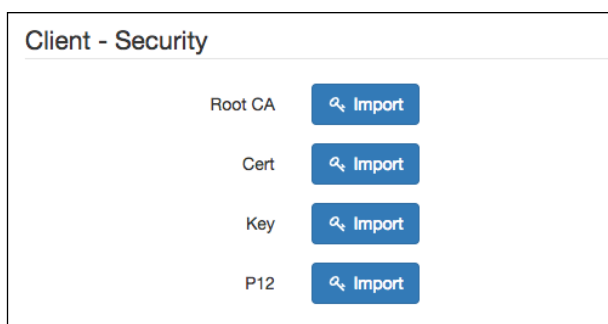 Client - Security
Root CA Import
Cert Import
Key Import
P12 Import